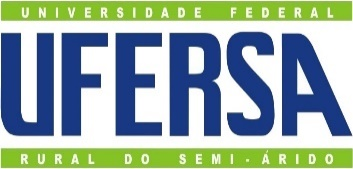 UNIVERSIDADE FEDERAL
UFERSA
RURAL DO SEMI-ÁRIDO